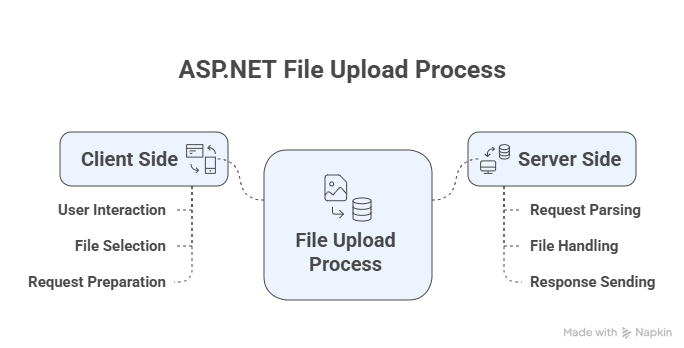 ASP.NET File Upload Process
Client Side
User Interaction
File Selection
Request Preparation
File Upload
Process
Server Side
Request Parsing
File Handling
Response Sending
Made with Napkin